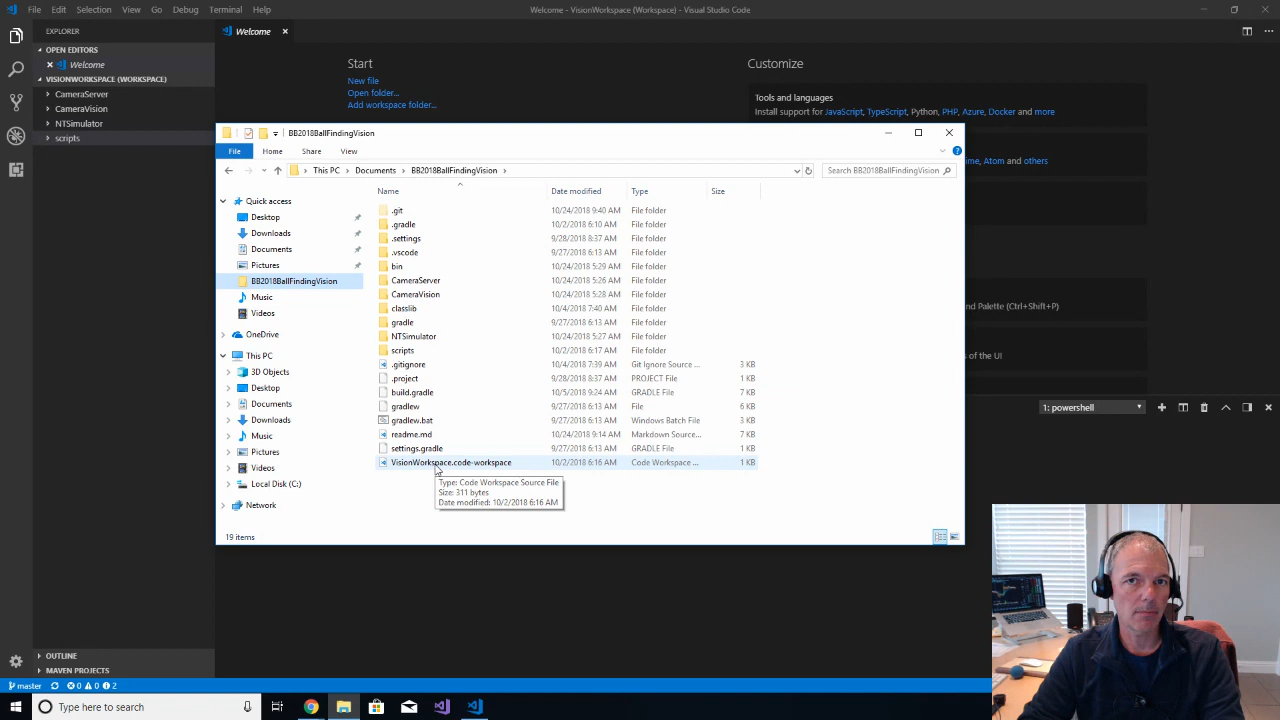 File Edit Selection View Go Debug Terminal Help
Welcome - VisionWorkspace (Workspace) - Visual Studio Code
EXPLORER
OPEN EDITORS
Welcome
VISIONWORKSPACE (WORKSPACE)
CameraServer
CameraVision
NTSimulator
scripts
Welcome
Start
New file
Open folder...
Add workspace folder...
Customize
Tools and languages
Install support for JavaScript, TypeScript, Python, PHP, Azure, Docker and more
Atom and others
and Palette (Ctrl+Shift+P)
s of the UI
1: powershell
BB2018BallFindingVision
File Home Share View
This PC Documents BB2018BallFindingVision
Search BB2018BallFindingVision
Quick access
Desktop
Downloads
Documents
Pictures
BB2018BallFindingVision
Music
Videos
OneDrive
This PC
3D Objects
Desktop
Documents
Downloads
Music
Pictures
Videos
Local Disk (C:)
Network
Name Date modified Type Size
.git 10/24/2018 9:40 AM File folder
.gradle 10/2/2018 6:10 AM File folder
.settings 9/28/2018 8:37 AM File folder
.vscode 9/27/2018 6:13 AM File folder
bin 10/24/2018 5:29 AM File folder
CameraServer 10/24/2018 5:26 AM File folder
CameraVision 10/24/2018 5:28 AM File folder
classlib 10/4/2018 7:40 AM File folder
gradle 9/27/2018 6:13 AM File folder
NTSimulator 10/24/2018 5:27 AM File folder
scripts 10/2/2018 6:17 AM File folder
.gitignore 10/4/2018 7:39 AM Git Ignore Source ... 3 KB
.project 9/28/2018 8:37 AM PROJECT File 1 KB
build.gradle 10/5/2018 9:24 AM GRADLE File 7 KB
gradlew 9/27/2018 6:13 AM File 6 KB
gradlew.bat 9/27/2018 6:13 AM Windows Batch File 3 KB
readme.md 10/24/2018 9:14 AM Markdown Source... 7 KB
settings.gradle 9/27/2018 6:13 AM GRADLE File 1 KB
VisionWorkspace.code-workspace 10/2/2018 6:16 AM Code Workspace ... 1 KB
Type: Code Workspace Source File
Size: 311 bytes
Date modified: 10/2/2018 6:16 AM
19 items
OUTLINE
MAVEN PROJECTS
master 0 0 2
Type here to search